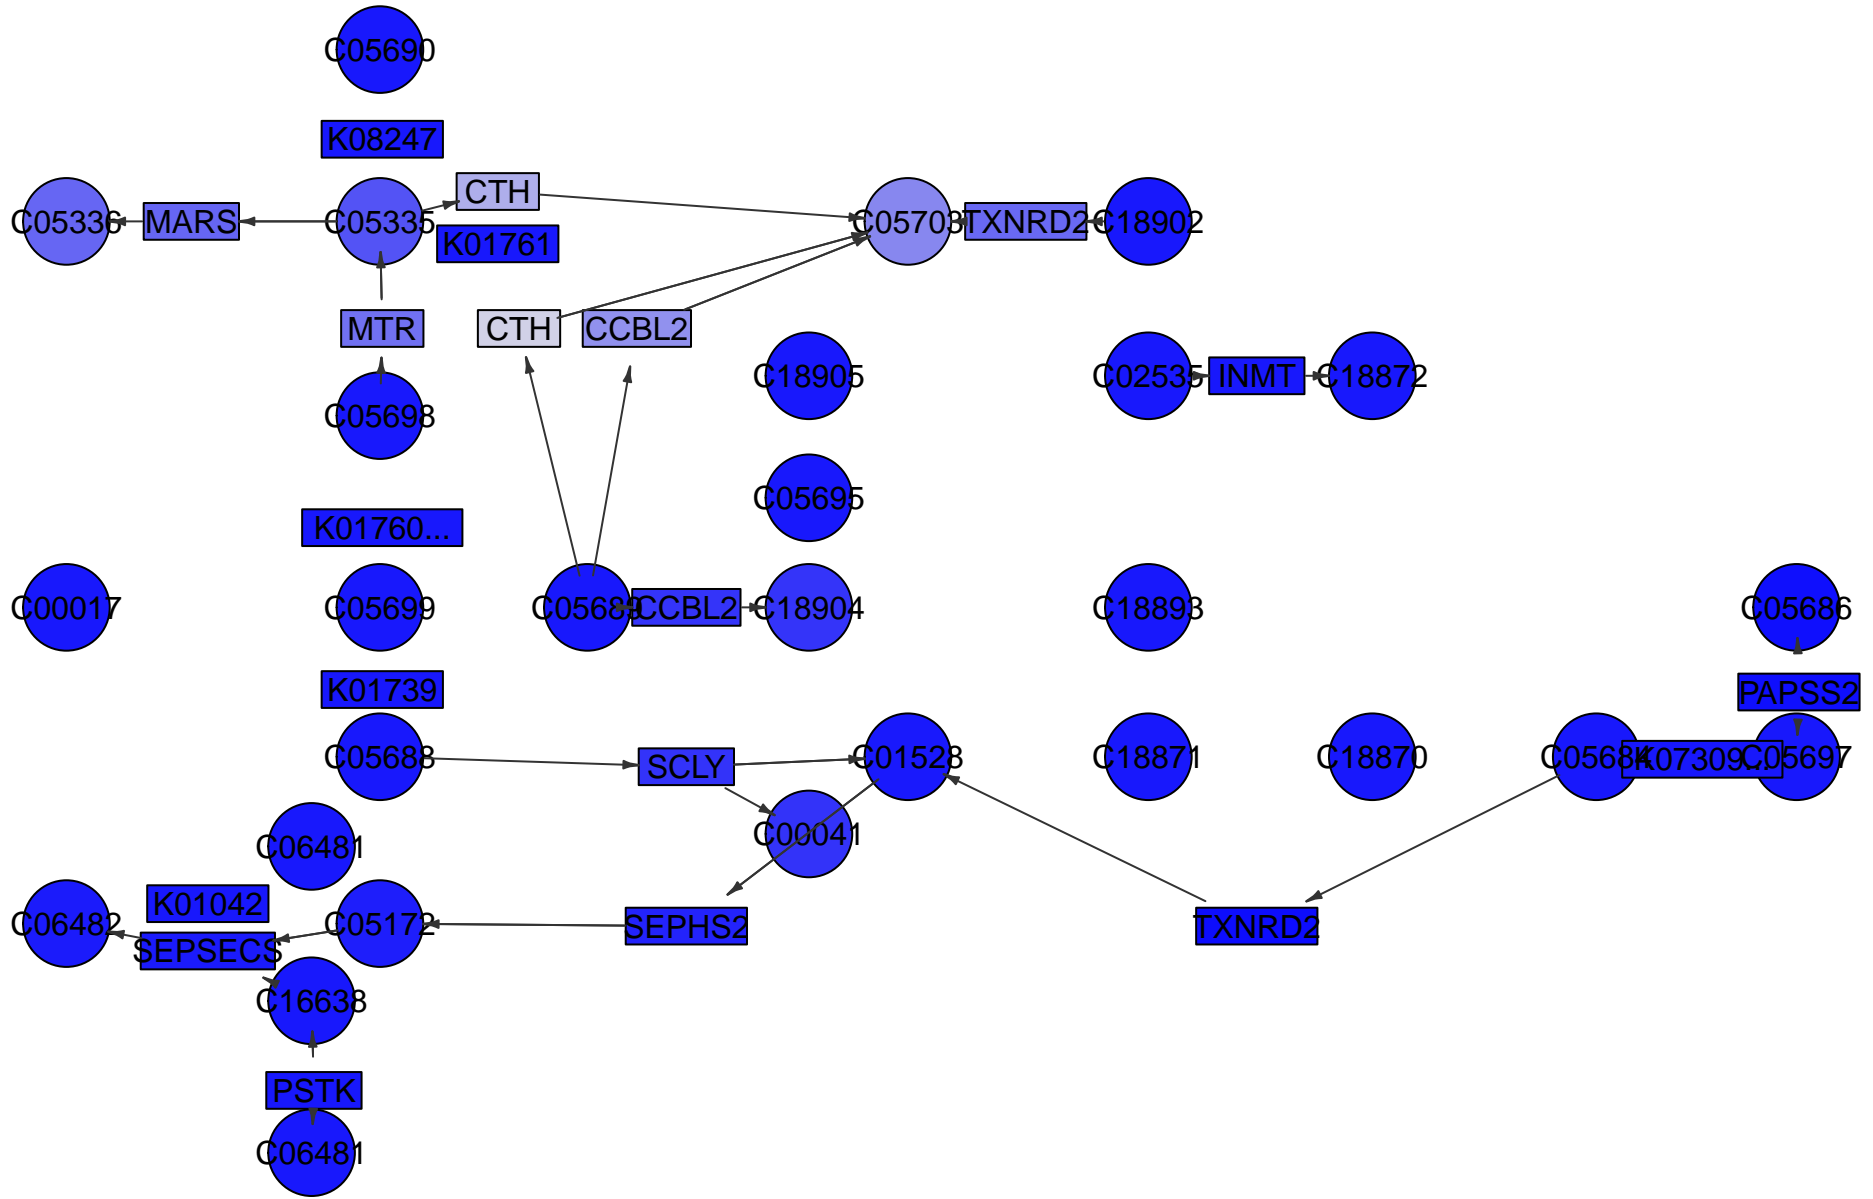 C05690
K08247
CTH
C05336
MARS
C05335
C05703
TXNRD2
C18902
K01761
MTR
CTH
CCBL2
C18905
C02535
INMT
C18872
C05698
C05695
K01760...
C00017
C05699
C05689
CCBL2
C18904
C18893
C05686
K01739
PAPSS2
C05688
SCLY
C01528
C18871
C18870
C05684
K07309...
C05697
C00041
C06481
K01042
C06482
C05172
SEPHS2
TXNRD2
SEPSECS
C16638
PSTK
C06481